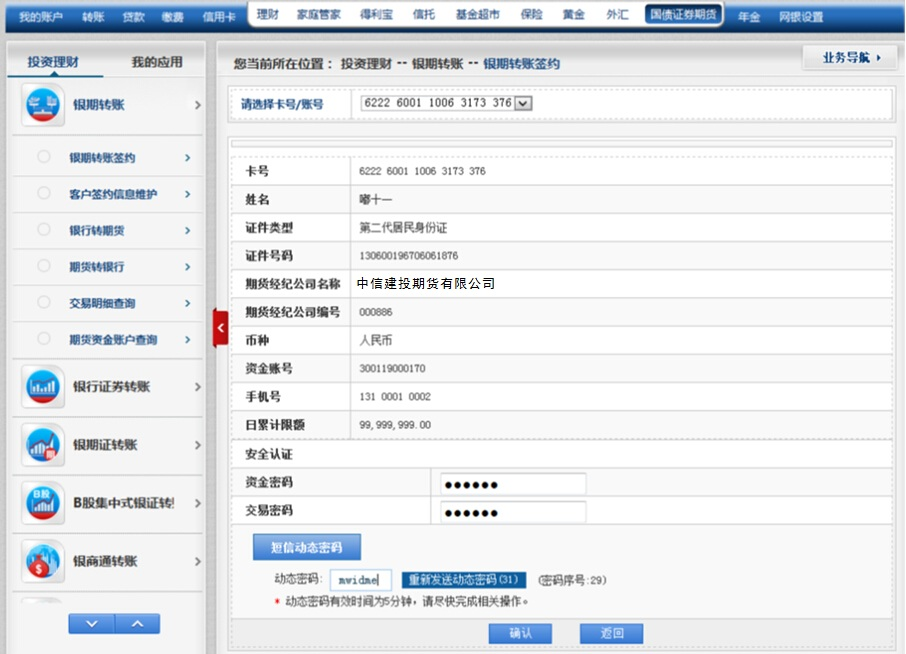 我的账户 转账 贷款 缴费 信用卡 理财 家庭管家 得利宝 信托 基金超市 保险 黄金 外汇 国债证券期货 年金 网银设置
投资理财 我的应用
您当前所在位置： 投资理财 -- 银期转账 -- 银期转账签约
业务导航
银期转账
银期转账签约
客户签约信息维护
银行转期货
期货转银行
交易明细查询
期货资金账户查询
银行证券转账
银期证转账
B股集中式银证转
银商通转账
请选择卡号/账号 6222 6001 1006 3173 376
卡号 6222 6001 1006 3173 376
姓名 嘟十一
证件类型 第二代居民身份证
证件号码 130600196706061876
期货经纪公司名称 中信建投期货有限公司
期货经纪公司编号 000886
币种 人民币
资金账号 300119000170
手机号 131 0001 0002
日累计限额 99,999,999.00
安全认证
资金密码 ●●●●●●
交易密码 ●●●●●●
短信动态密码
动态密码: mwidme 重新发送动态密码(31) (密码序号:29)
* 动态密码有效时间为5分钟，请尽快完成相关操作。
确认 返回